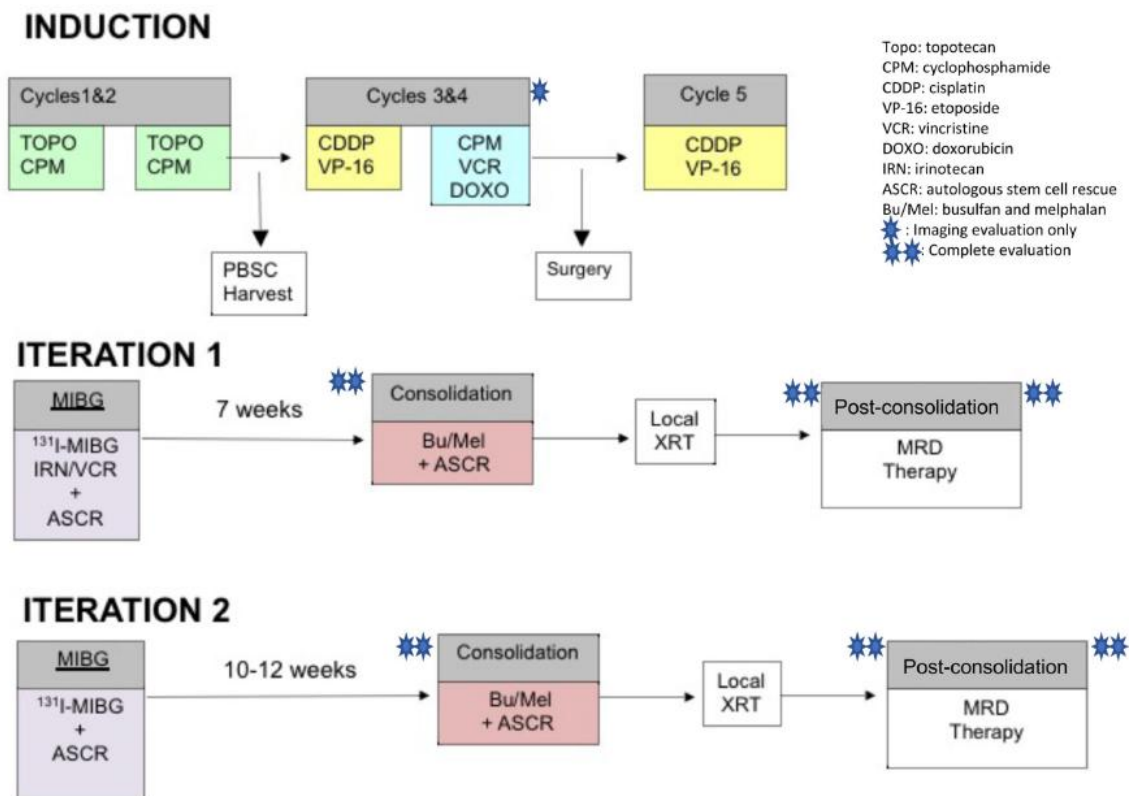 INDUCTION
Cycles1&2
TOPO
CPM
TOPO
CPM
PBSC
Harvest
Cycles 3&4
CDDP
VP-16
CPM
VCR
DOXO
Surgery
Cycle 5
CDDP
VP-16
Topo: topotecan
CPM: cyclophosphamide
CDDP: cisplatin
VP-16: etoposide
VCR: vincristine
DOXO: doxorubicin
IRN: irinotecan
ASCR: autologous stem cell rescue
Bu/Mel: busulfan and melphalan
: Imaging evaluation only
: Complete evaluation
ITERATION 1
MIBG
¹³¹I-MIBG
IRN/VCR
+
ASCR
7 weeks
Consolidation
Bu/Mel
+ ASCR
Local
XRT
Post-consolidation
MRD
Therapy
ITERATION 2
MIBG
¹³¹I-MIBG
+
ASCR
10-12 weeks
Consolidation
Bu/Mel
+ ASCR
Local
XRT
Post-consolidation
MRD
Therapy